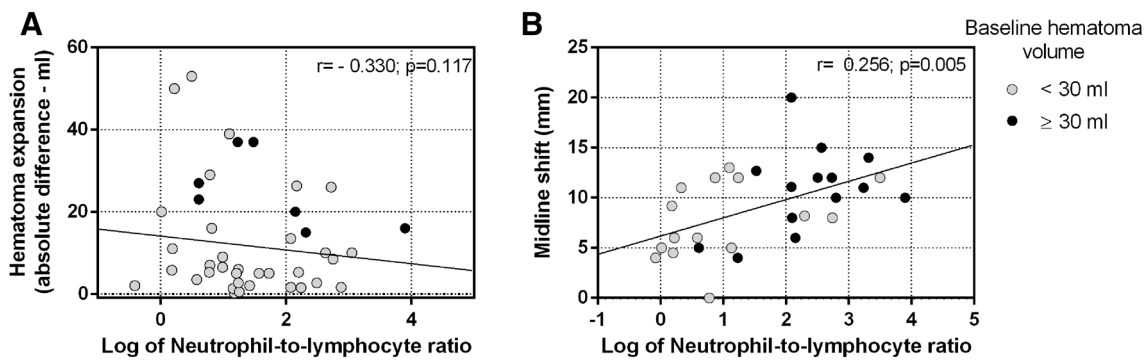 A
Hematoma expansion
(absolute difference - ml)
60
40
20
0
r= - 0.330; p=0.117
0
2
4
Log of Neutrophil-to-lymphocyte ratio
B
Midline shift (mm)
25
20
15
10
5
0
r= 0.256; p=0.005
-1
0
1
2
3
4
5
Log of Neutrophil-to-lymphocyte ratio
Baseline hematoma
volume
< 30 ml
≥ 30 ml